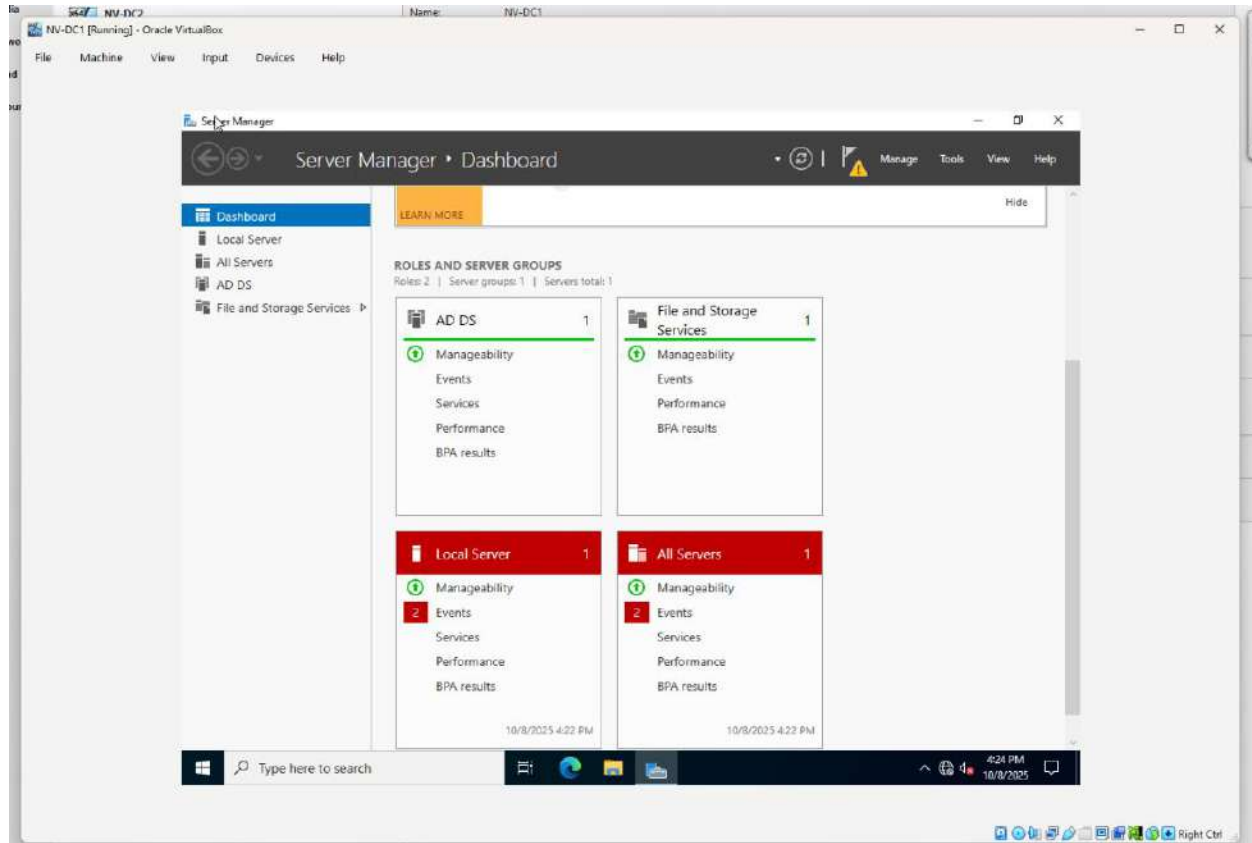 NV-DC2
Name: NV-DC1
NV-DC1 [Running] - Oracle VirtualBox
File Machine View Input Devices Help
Server Manager
Server Manager • Dashboard
Manage Tools View Help
Dashboard
Local Server
All Servers
AD DS
File and Storage Services
LEARN MORE
Hide
ROLES AND SERVER GROUPS
Roles: 2 | Server groups: 1 | Servers total: 1
AD DS 1
Manageability
Events
Services
Performance
BPA results
File and Storage
Services 1
Manageability
Events
Performance
BPA results
Local Server 1
Manageability
2 Events
Services
Performance
BPA results
10/8/2025 4:22 PM
All Servers 1
Manageability
2 Events
Services
Performance
BPA results
10/8/2025 4:22 PM
Type here to search
4:24 PM
10/8/2025
Right Ctrl